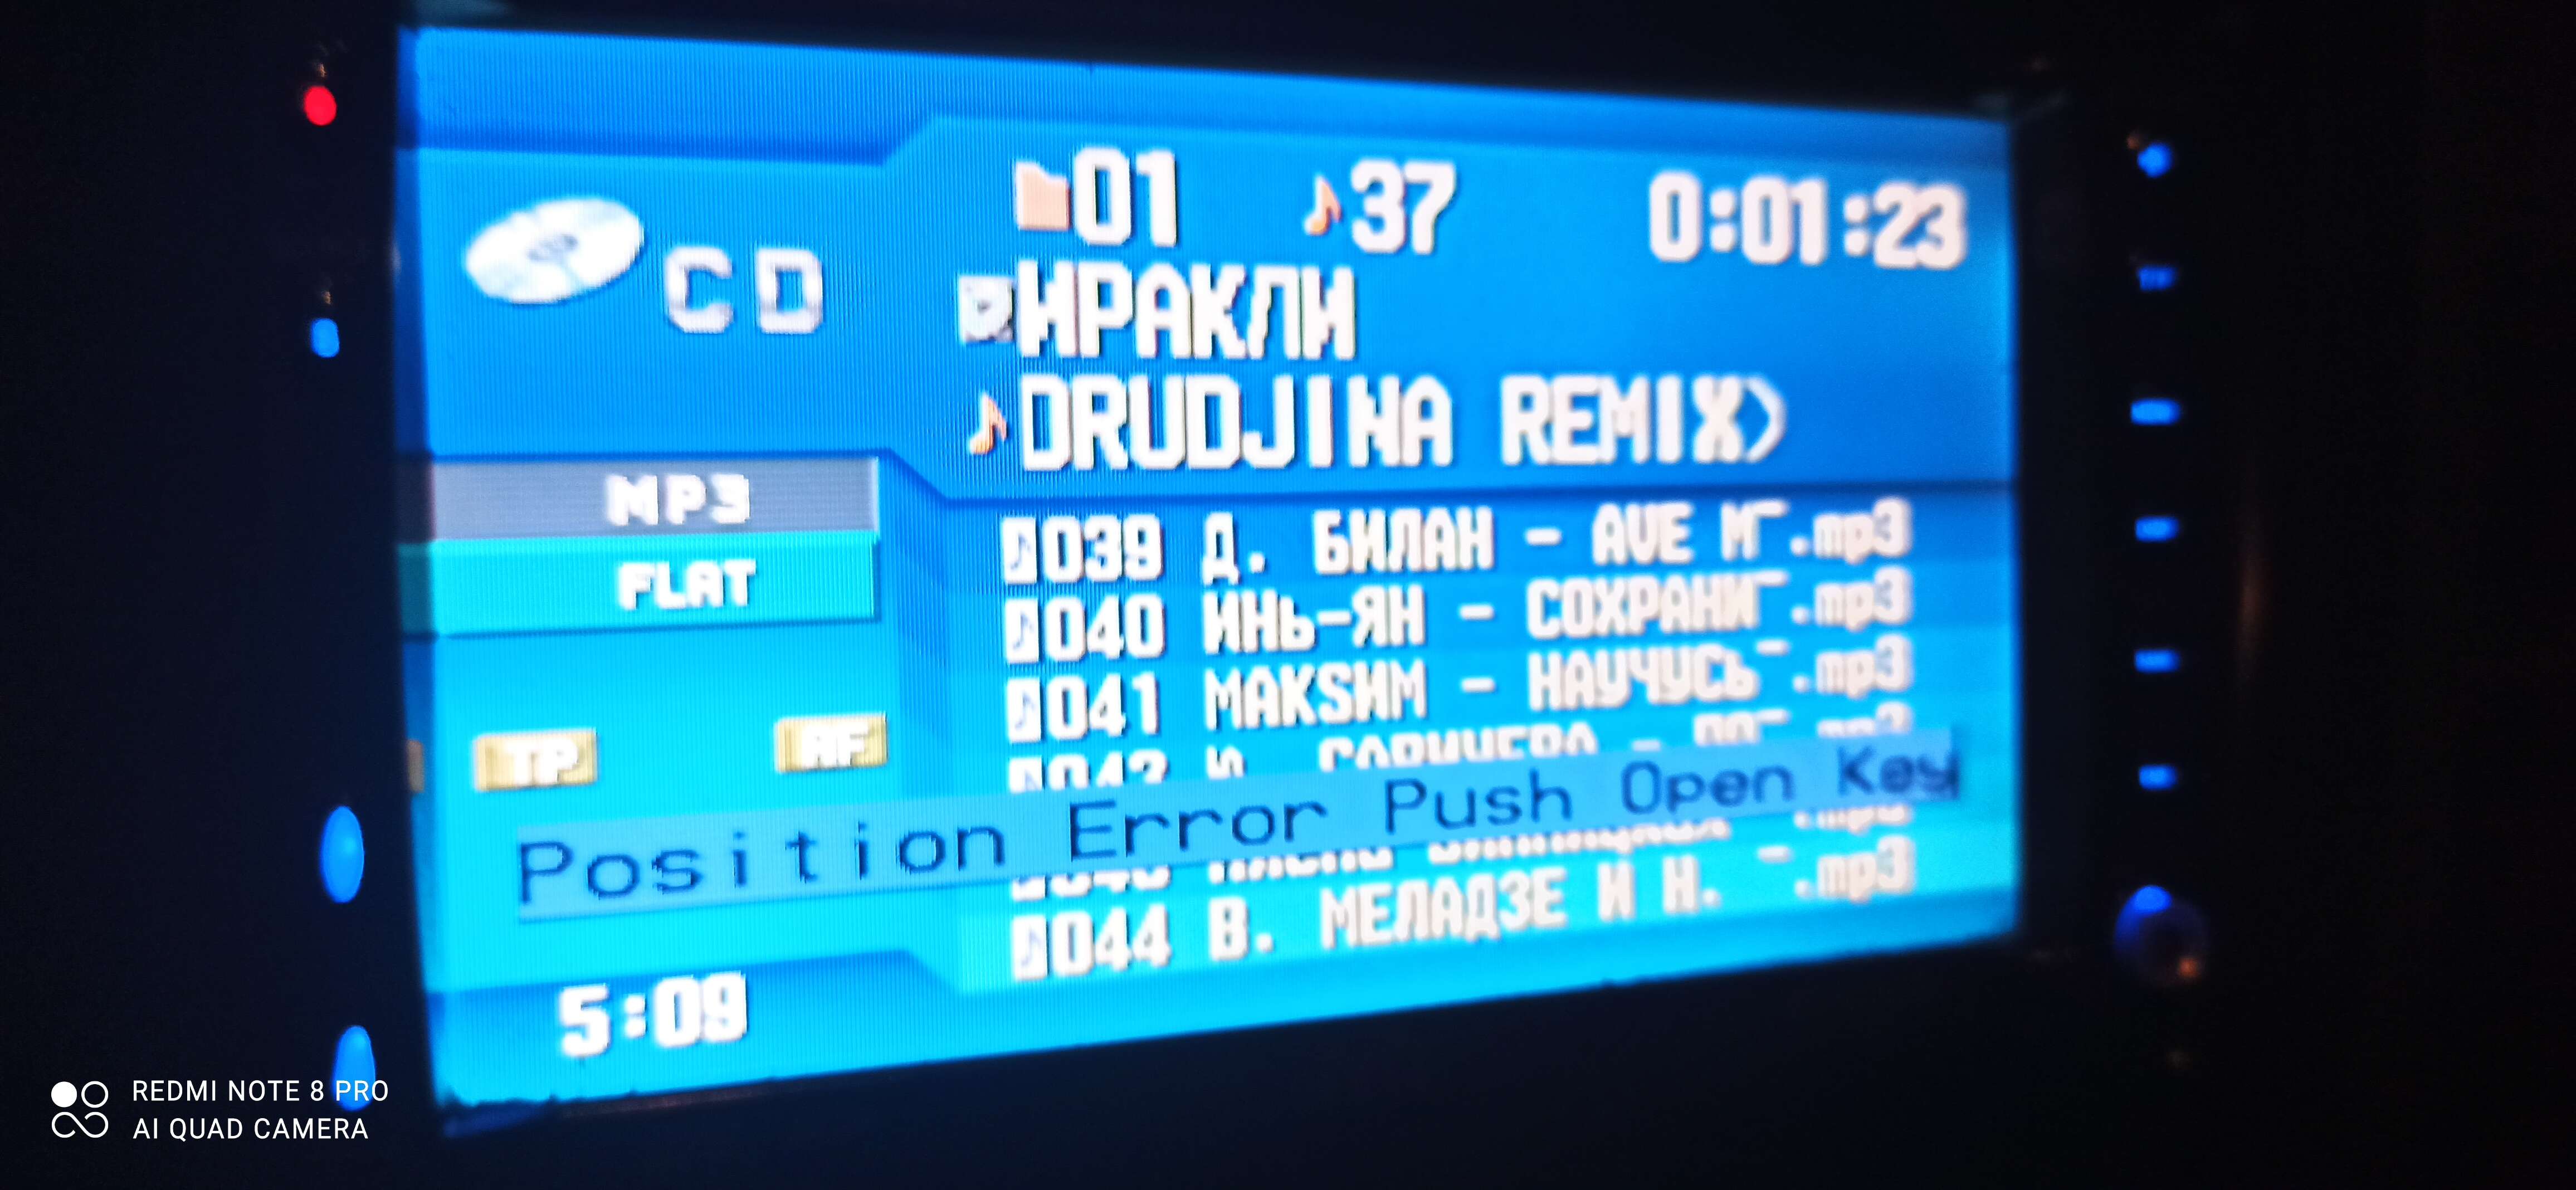 01 37 0:01:23
CD
ИРАКЛИ
DRUDJINA REMIX)
MP3
FLAT
039 Д. БИЛАН - AVE M¯.mp3
040 ИНЬ-ЯН - СОХРАНИ¯.mp3
041 МАКSИМ - НАУЧУСЬ¯.mp3
TP AF
042
Position Error Push Open Key
044 В. МЕЛАДЗЕ И Н. ¯.mp3
5:09
REDMI NOTE 8 PRO
AI QUAD CAMERA